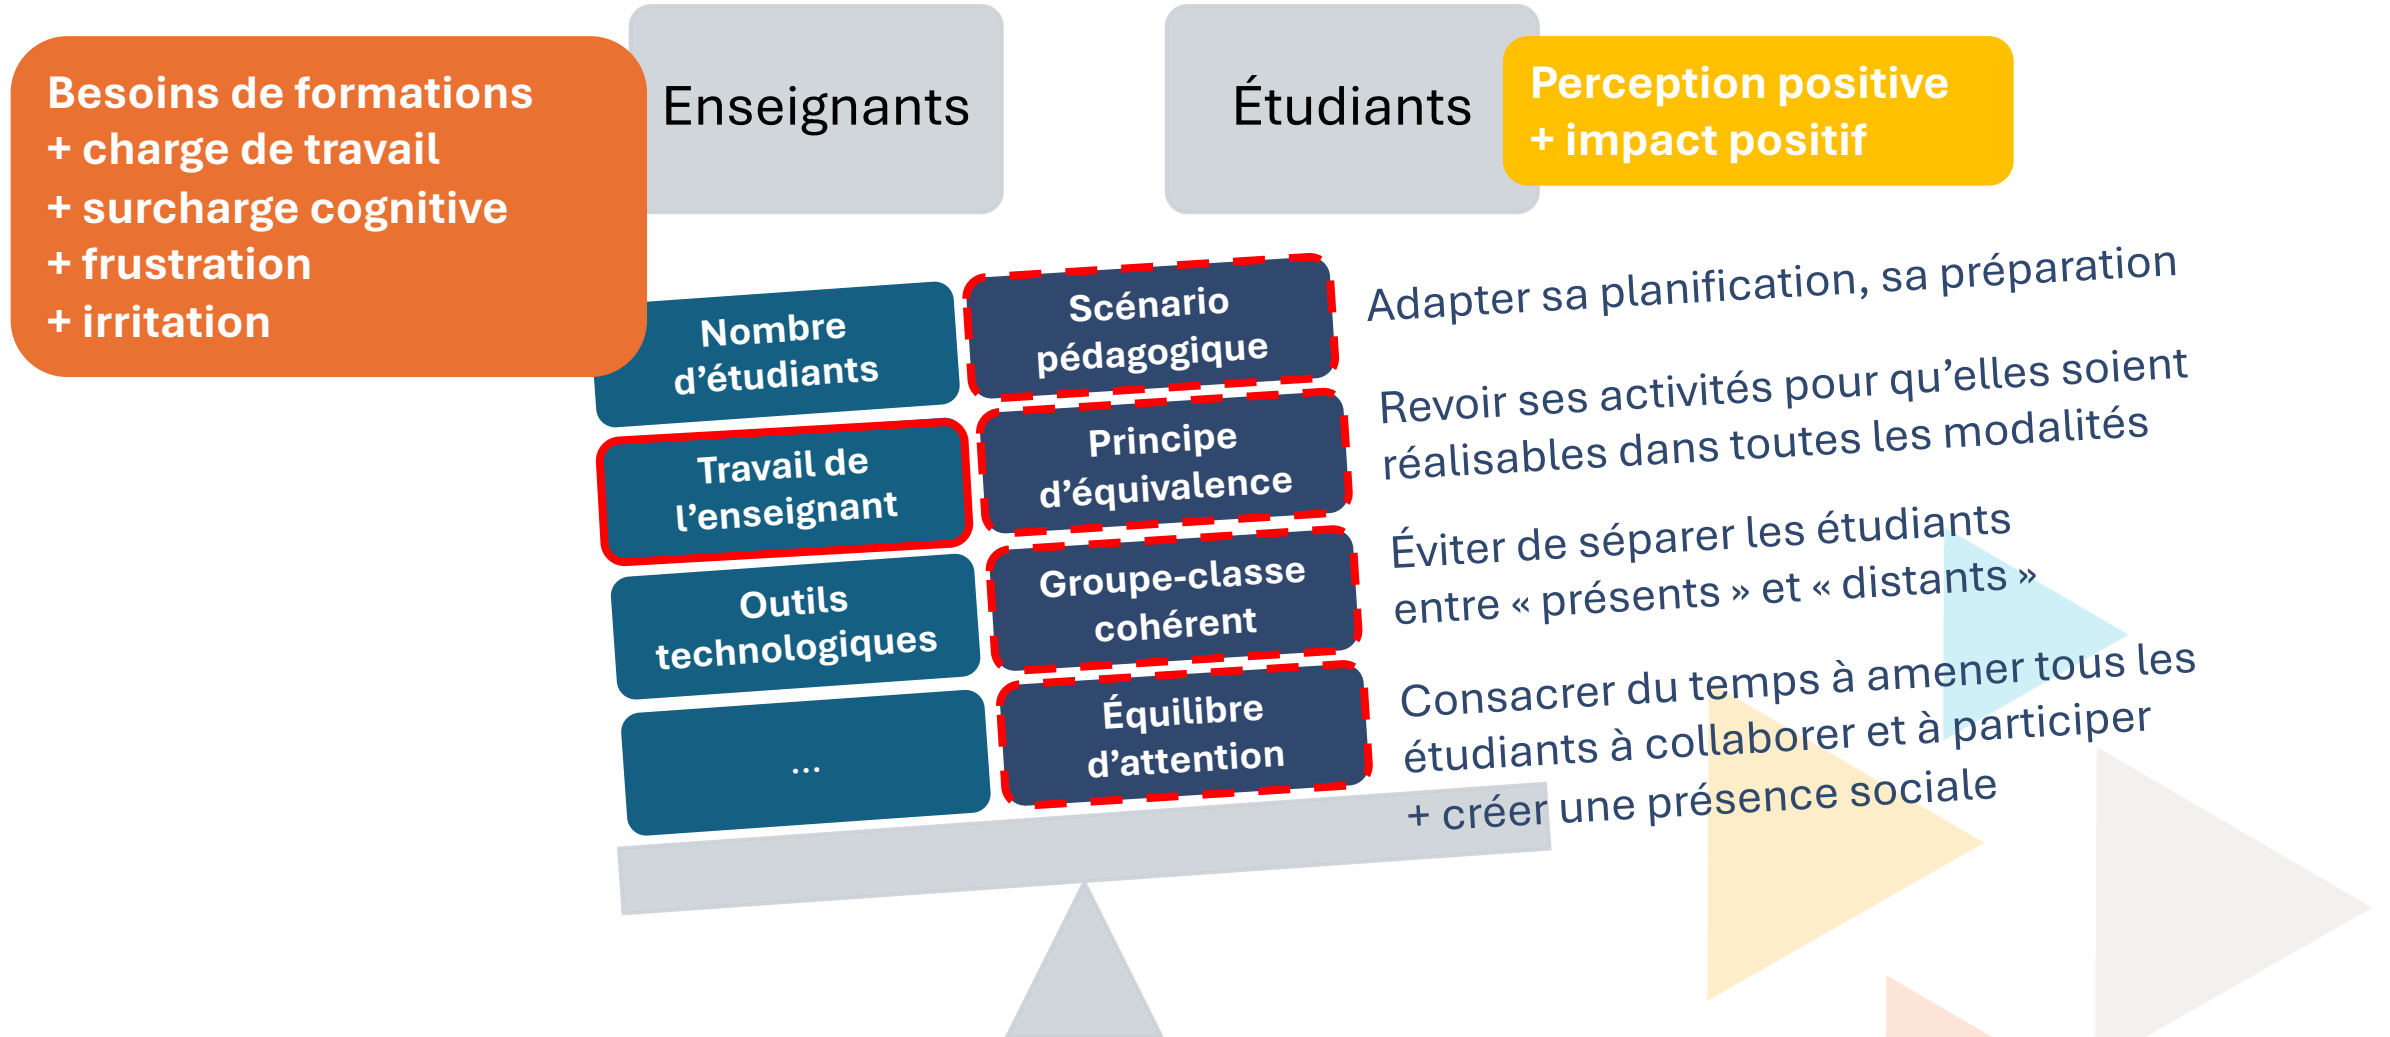 Besoins de formations
+ charge de travail
+ surcharge cognitive
+ frustration
+ irritation
Enseignants
Étudiants
Perception positive
+ impact positif
Nombre
d’étudiants
Scénario
pédagogique
Adapter sa planification, sa préparation
Travail de
l’enseignant
Principe
d’équivalence
Revoir ses activités pour qu’elles soient
réalisables dans toutes les modalités
Outils
technologiques
Groupe-classe
cohérent
Éviter de séparer les étudiants
entre « présents » et « distants »
...
Équilibre
d’attention
Consacrer du temps à amener tous les
étudiants à collaborer et à participer
+ créer une présence sociale